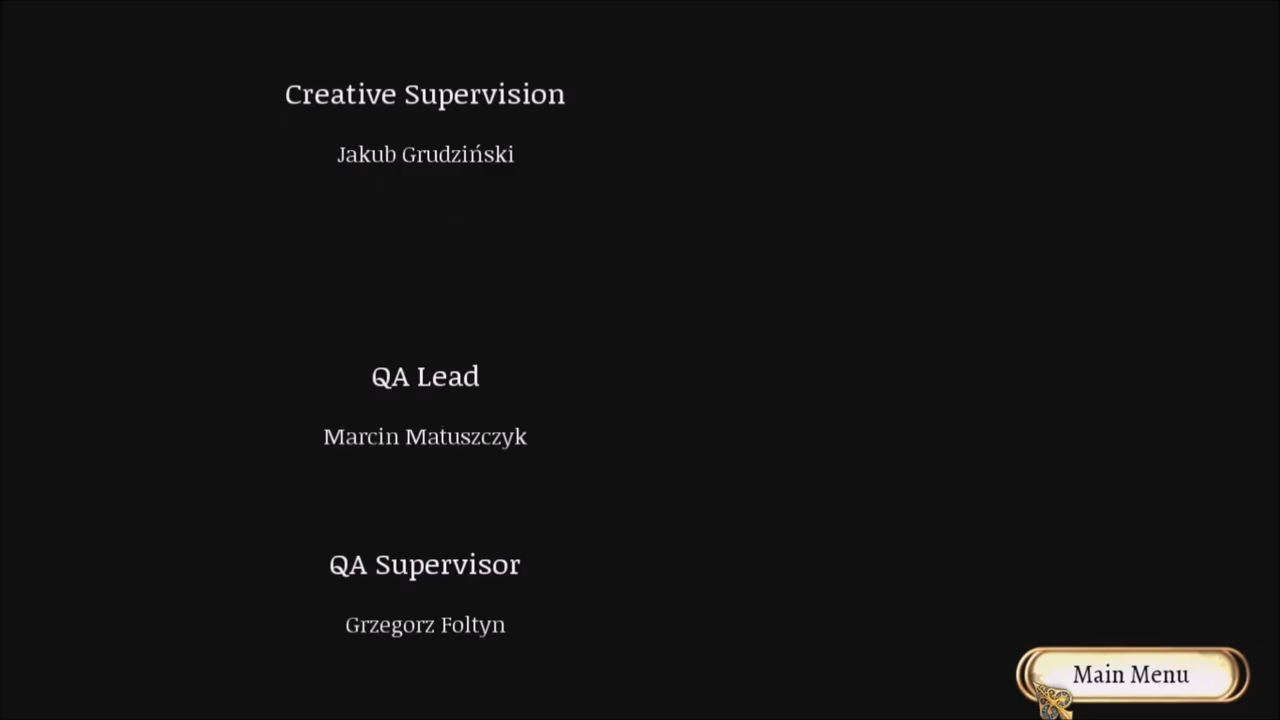 Creative Supervision
Jakub Grudziński
QA Lead
Marcin Matuszczyk
QA Supervisor
Grzegorz Foltyn
Main Menu